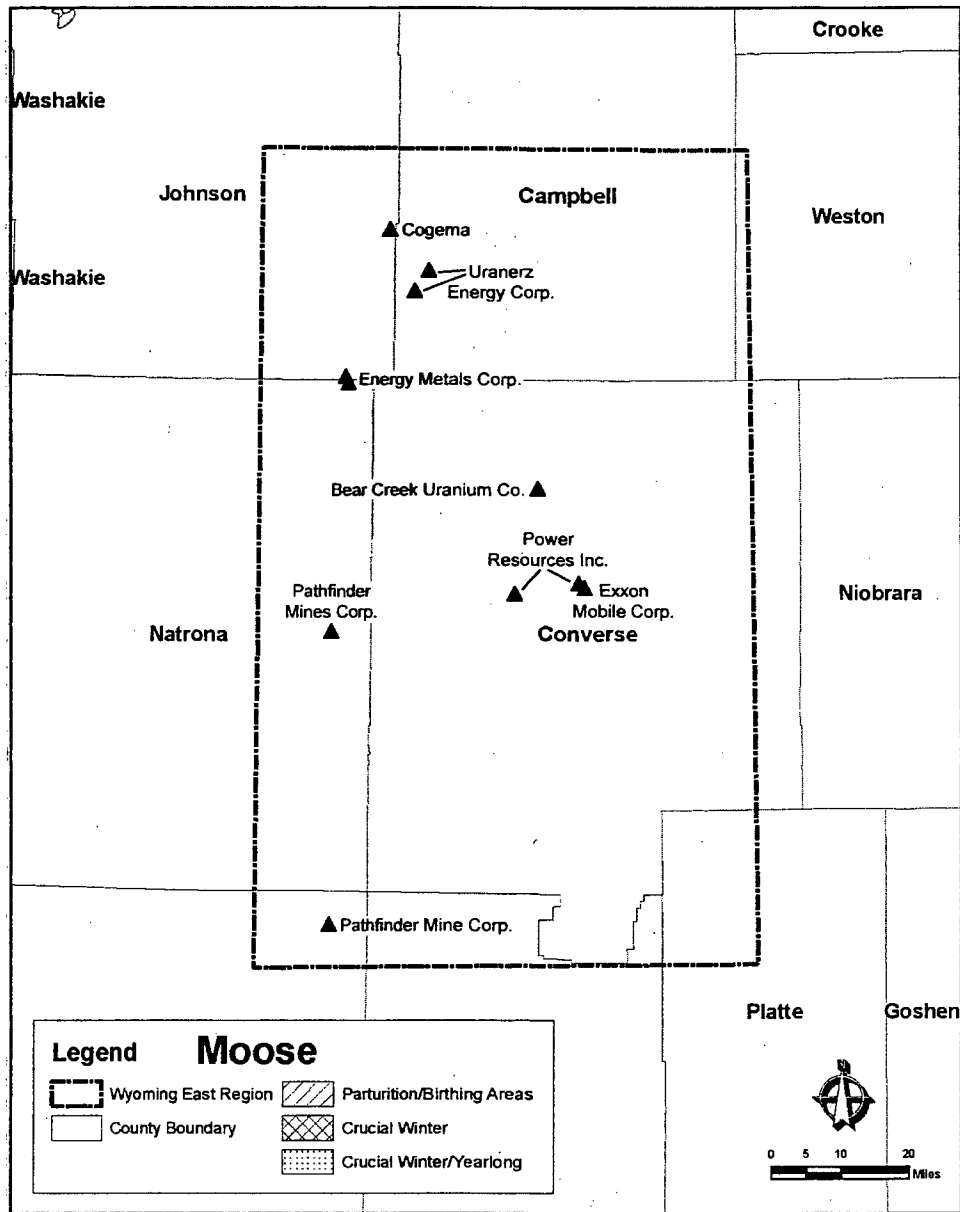 Crooke
Washakie
Johnson
Campbell
Weston
Cogema
Washakie
Uranerz
Energy Corp.
Energy Metals Corp.
Bear Creek Uranium Co.
Power
Resources Inc.
Pathfinder
Mines Corp.
Exxon
Mobile Corp.
Niobrara
Natrona
Converse
Pathfinder Mine Corp.
Platte
Goshen
Legend
Moose
Wyoming East Region
Parturition/Birthing Areas
County Boundary
Crucial Winter
Crucial Winter/Yearlong
N
0 5 10 20
Miles